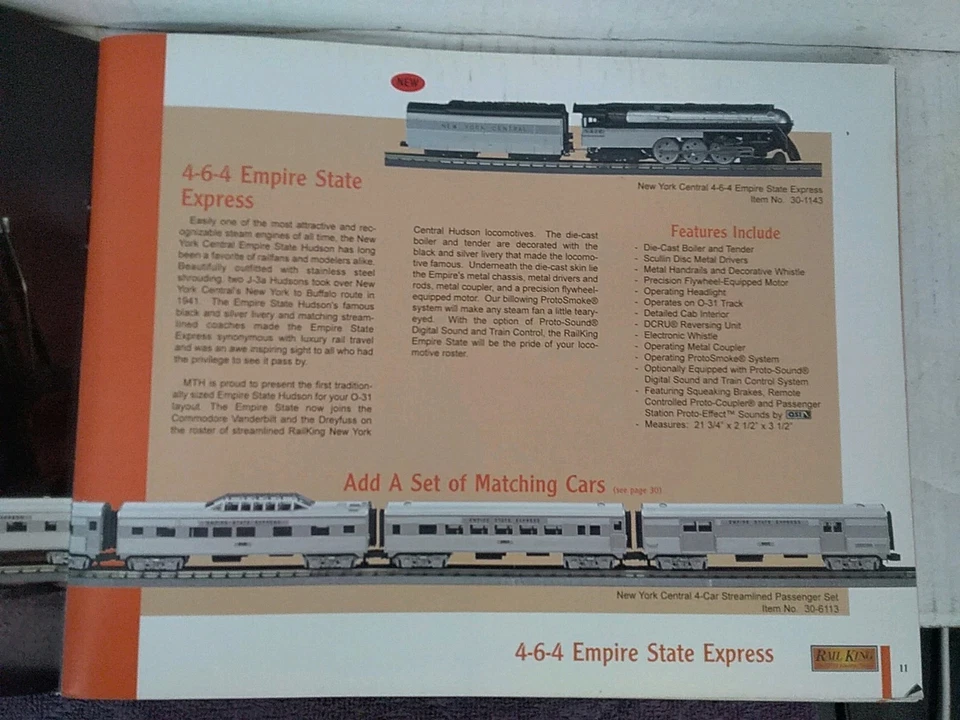 NEW
NEW YORK CENTRAL
New York Central 4-6-4 Empire State Express
Item No. 30-1143
4-6-4 Empire State
Express
Easily one of the most attractive and rec-
ognizable steam engines of all time, the New
York Central Empire State Hudson has long
been a favorite of railfans and modelers alike.
Beautifully outfitted with stainless steel
shrouding, two J-3a Hudsons took over New
York Central's New York to Buffalo route in
1941. The Empire State Hudson's famous
black and silver livery and matching stream-
lined coaches made the Empire State
Express synonymous with luxury rail travel
and was an awe inspiring sight to all who had
the privilege to see it pass by.
MTH is proud to present the first tradition-
ally sized Empire State Hudson for your O-31
layout. The Empire State now joins the
Commodore Vanderbilt and the Dreyfuss on
the roster of streamlined RailKing New York
Central Hudson locomotives. The die-cast
boiler and tender are decorated with the
black and silver livery that made the locomo-
tive famous. Underneath the die-cast skin lie
the Empire's metal chassis, metal drivers and
rods, metal coupler, and a precision flywheel-
equipped motor. Our billowing ProtoSmoke®
system will make any steam fan a little teary-
eyed. With the option of Proto-Sound®
Digital Sound and Train Control, the RailKing
Empire State will be the pride of your loco-
motive roster.
Features Include
- Die-Cast Boiler and Tender
- Scullin Disc Metal Drivers
- Metal Handrails and Decorative Whistle
- Precision Flywheel-Equipped Motor
- Operating Headlight
- Operates on O-31 Track
- Detailed Cab Interior
- DCRU® Reversing Unit
- Electronic Whistle
- Operating Metal Coupler
- Operating ProtoSmoke® System
- Optionally Equipped with Proto-Sound®
Digital Sound and Train Control System
- Featuring Squeaking Brakes, Remote
Controlled Proto-Coupler® and Passenger
Station Proto-Effect™ Sounds by QSI
- Measures: 21 3/4" x 2 1/2" x 3 1/2"
Add A Set of Matching Cars (see page 30)
EMPIRE STATE EXPRESS
EMPIRE STATE EXPRESS
EMPIRE STATE EXPRESS
New York Central 4-Car Streamlined Passenger Set
Item No. 30-6113
4-6-4 Empire State Express
RAIL KING
11